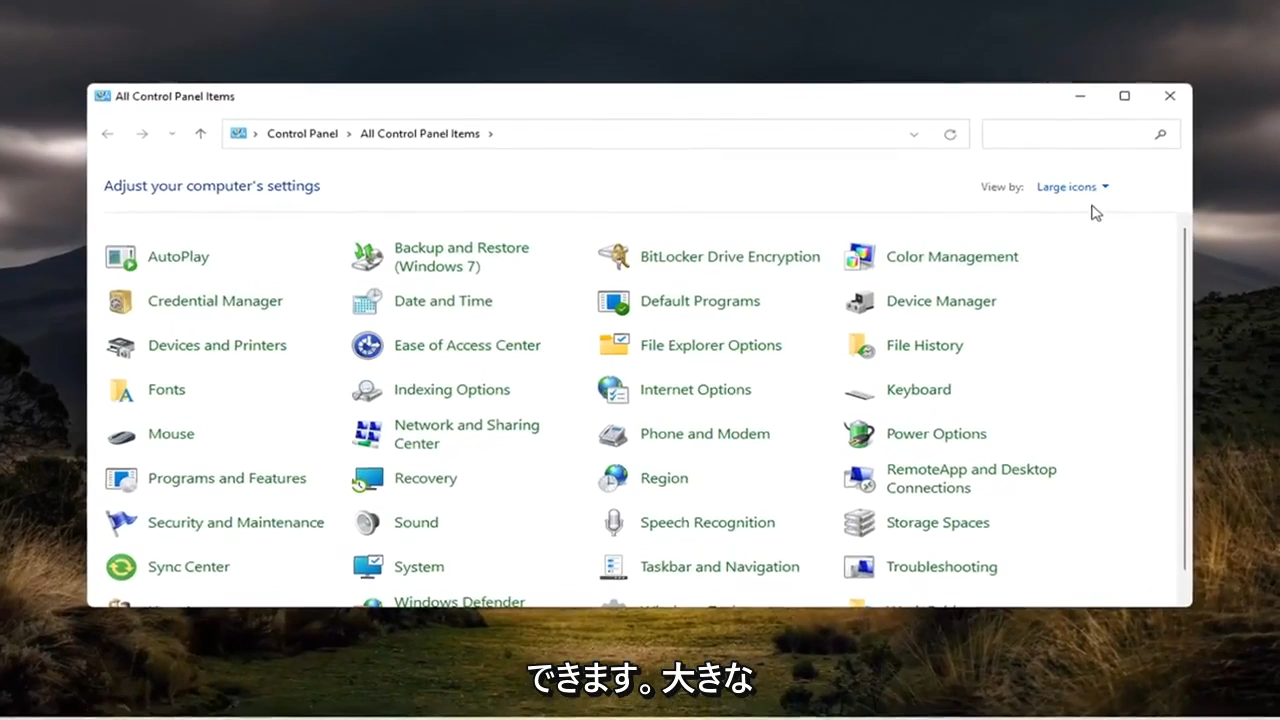 All Control Panel Items
Control Panel > All Control Panel Items >
Adjust your computer's settings
View by: Large icons
AutoPlay
Backup and Restore
(Windows 7)
BitLocker Drive Encryption
Color Management
Credential Manager
Date and Time
Default Programs
Device Manager
Devices and Printers
Ease of Access Center
File Explorer Options
File History
Fonts
Indexing Options
Internet Options
Keyboard
Mouse
Network and Sharing
Center
Phone and Modem
Power Options
Programs and Features
Recovery
Region
RemoteApp and Desktop
Connections
Security and Maintenance
Sound
Speech Recognition
Storage Spaces
Sync Center
System
Taskbar and Navigation
Troubleshooting
Windows Defender
できます。大きな